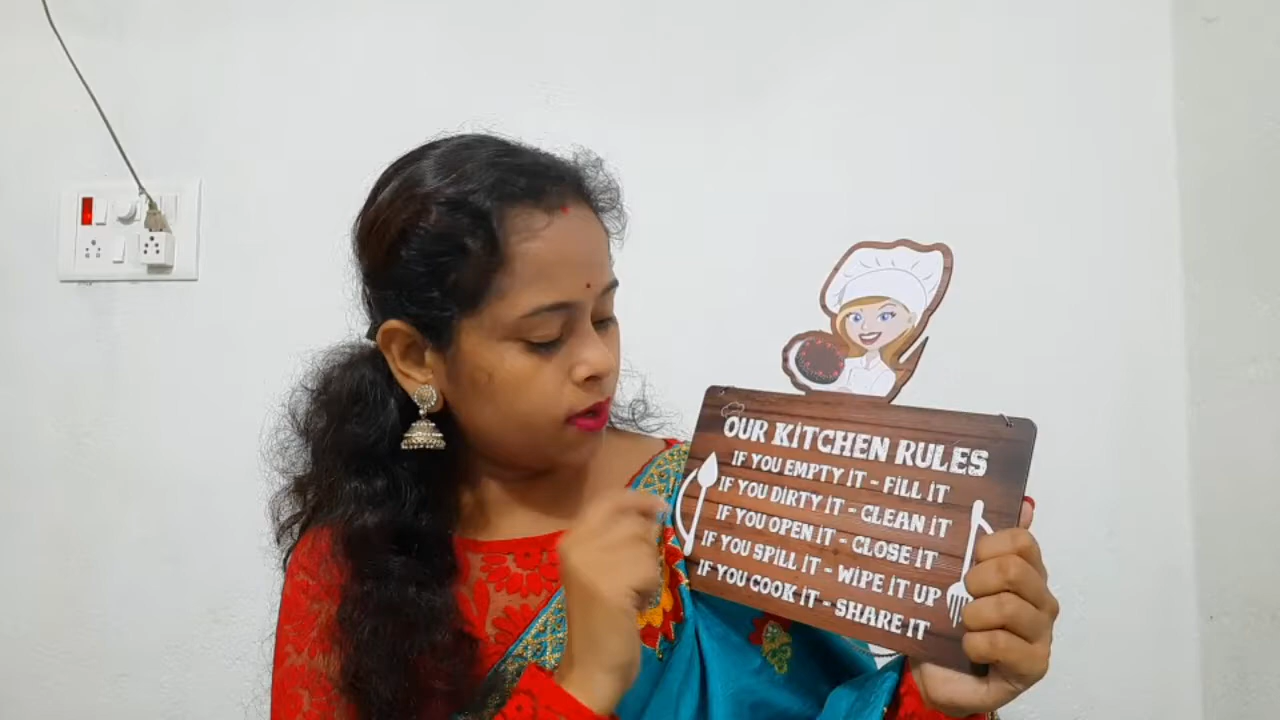 OUR KITCHEN RULES
IF YOU EMPTY IT - FILL IT
IF YOU DIRTY IT - CLEAN IT
IF YOU OPEN IT - CLOSE IT
IF YOU SPILL IT - WIPE IT UP
IF YOU COOK IT - SHARE IT